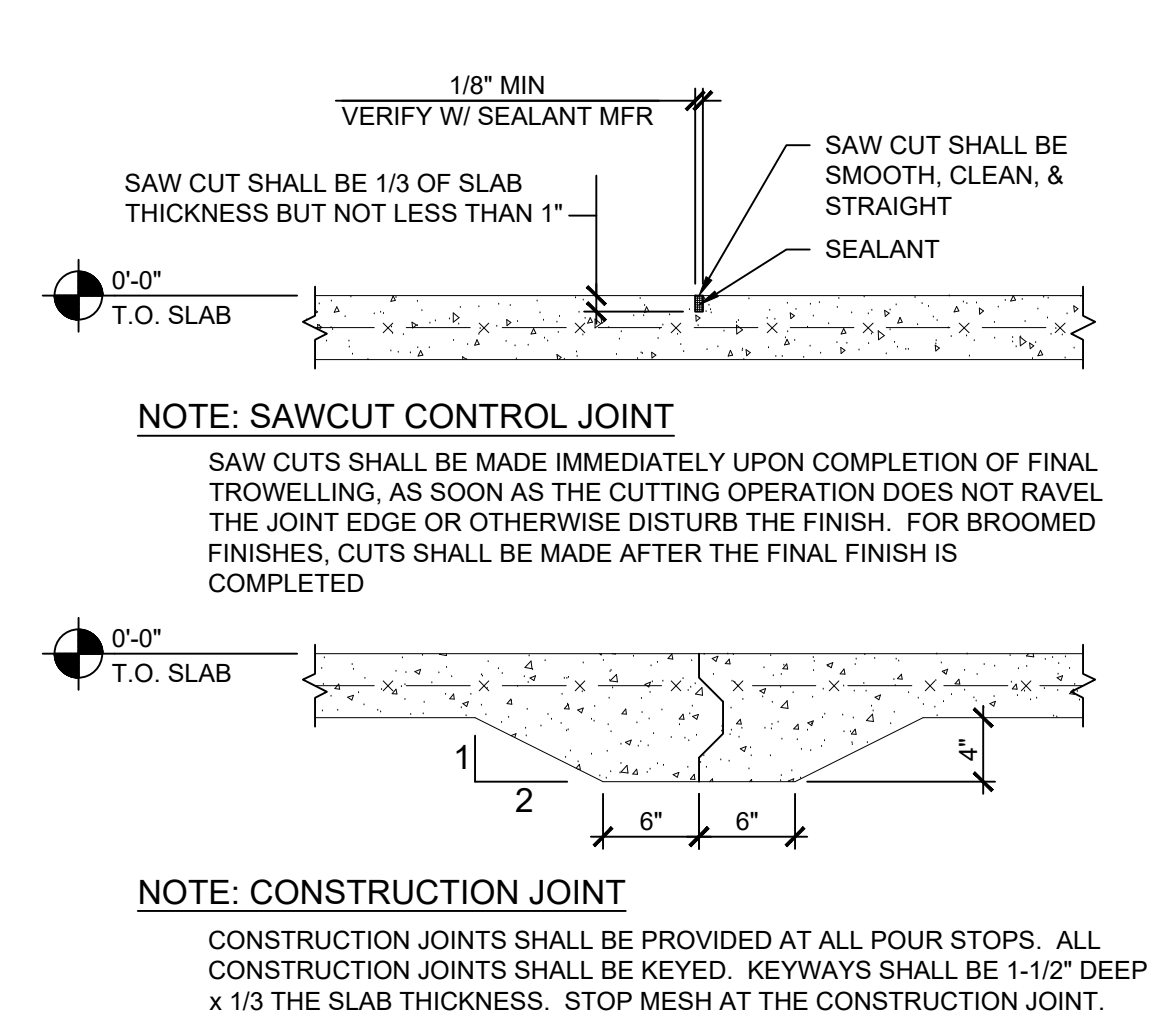 1/8" MIN
VERIFY W/ SEALANT MFR
SAW CUT SHALL BE
SMOOTH, CLEAN, &
STRAIGHT
SAW CUT SHALL BE 1/3 OF SLAB
THICKNESS BUT NOT LESS THAN 1"
SEALANT
0'-0"
T.O. SLAB
NOTE: SAWCUT CONTROL JOINT
SAW CUTS SHALL BE MADE IMMEDIATELY UPON COMPLETION OF FINAL
TROWELLING, AS SOON AS THE CUTTING OPERATION DOES NOT RAVEL
THE JOINT EDGE OR OTHERWISE DISTURB THE FINISH.  FOR BROOMED
FINISHES, CUTS SHALL BE MADE AFTER THE FINAL FINISH IS
COMPLETED
0'-0"
T.O. SLAB
1
2
4"
6"
6"
NOTE: CONSTRUCTION JOINT
CONSTRUCTION JOINTS SHALL BE PROVIDED AT ALL POUR STOPS.  ALL
CONSTRUCTION JOINTS SHALL BE KEYED.  KEYWAYS SHALL BE 1-1/2" DEEP
x 1/3 THE SLAB THICKNESS.  STOP MESH AT THE CONSTRUCTION JOINT.